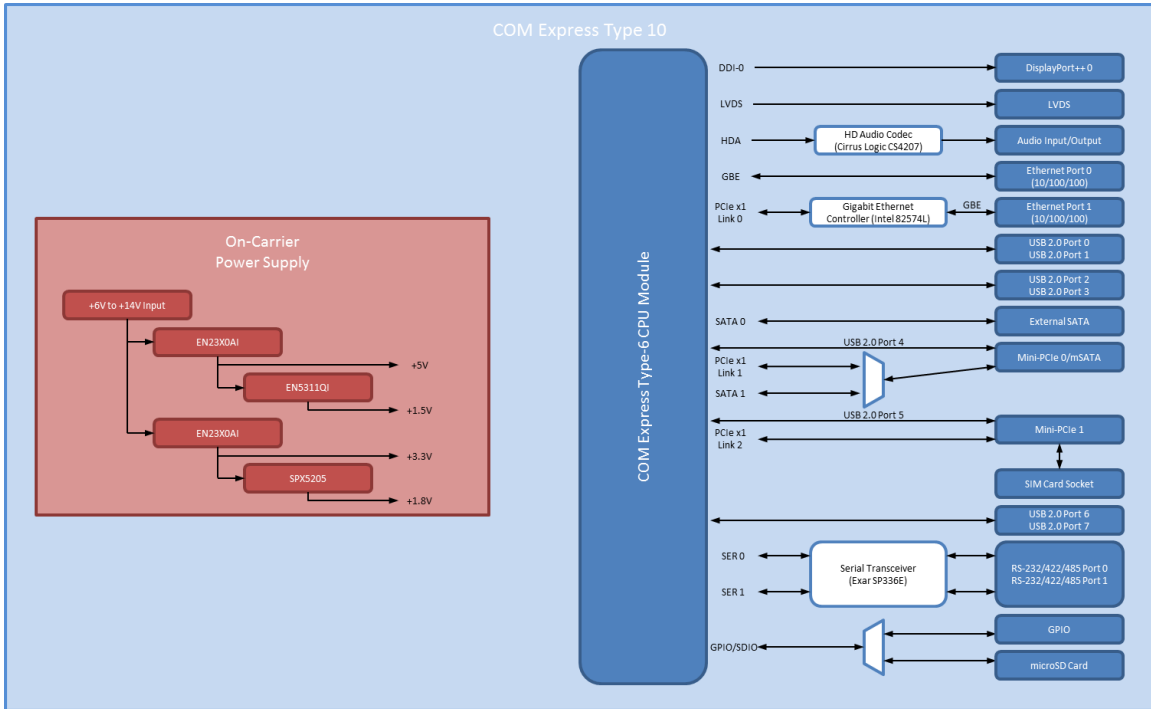 COM Express Type 10
On-Carrier
Power Supply
+6V to +14V Input
EN23X0AI
+5V
EN5311QI
+1.5V
EN23X0AI
+3.3V
SPX5205
+1.8V
COM Express Type-6 CPU Module
DDI-0
DisplayPort++ 0
LVDS
LVDS
HDA
HD Audio Codec
(Cirrus Logic CS4207)
Audio Input/Output
GBE
Ethernet Port 0
(10/100/100)
PCIe x1
Link 0
Gigabit Ethernet
Controller (Intel 82574L)
GBE
Ethernet Port 1
(10/100/100)
USB 2.0 Port 0
USB 2.0 Port 1
USB 2.0 Port 2
USB 2.0 Port 3
SATA 0
External SATA
USB 2.0 Port 4
PCIe x1
Link 1
Mini-PCIe 0/mSATA
SATA 1
USB 2.0 Port 5
PCIe x1
Link 2
Mini-PCIe 1
SIM Card Socket
USB 2.0 Port 6
USB 2.0 Port 7
SER 0
SER 1
Serial Transceiver
(Exar SP336E)
RS-232/422/485 Port 0
RS-232/422/485 Port 1
GPIO/SDIO
GPIO
microSD Card